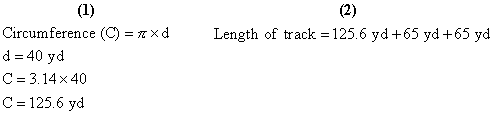 (1)
Circumference (C) = π × d
d = 40 yd
C = 3.14 × 40
C = 125.6 yd
(2)
Length of track = 125.6 yd + 65 yd + 65 yd